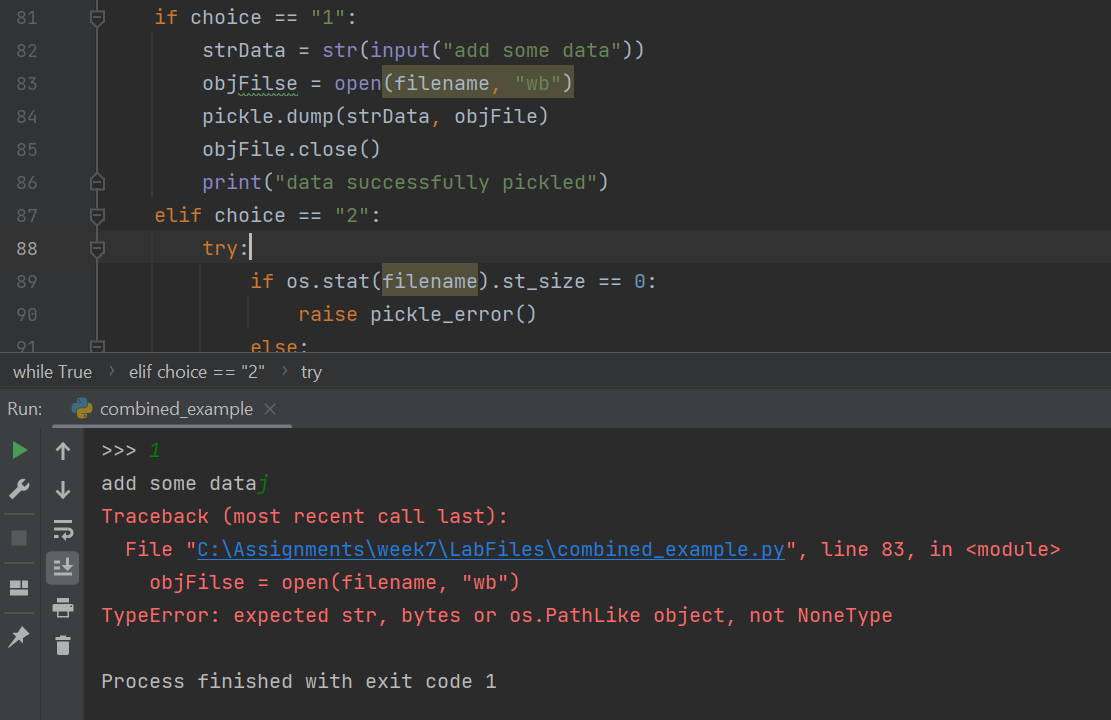 81 if choice == "1":
82 strData = str(input("add some data"))
83 objFilse = open(filename, "wb")
84 pickle.dump(strData, objFile)
85 objFile.close()
86 print("data successfully pickled")
87 elif choice == "2":
88 try:
89 if os.stat(filename).st_size == 0:
90 raise pickle_error()
91 else:
while True › elif choice == "2" › try
Run: combined_example ×
>>> 1
add some dataj
Traceback (most recent call last):
File "C:\Assignments\week7\LabFiles\combined_example.py", line 83, in <module>
objFilse = open(filename, "wb")
TypeError: expected str, bytes or os.PathLike object, not NoneType
Process finished with exit code 1